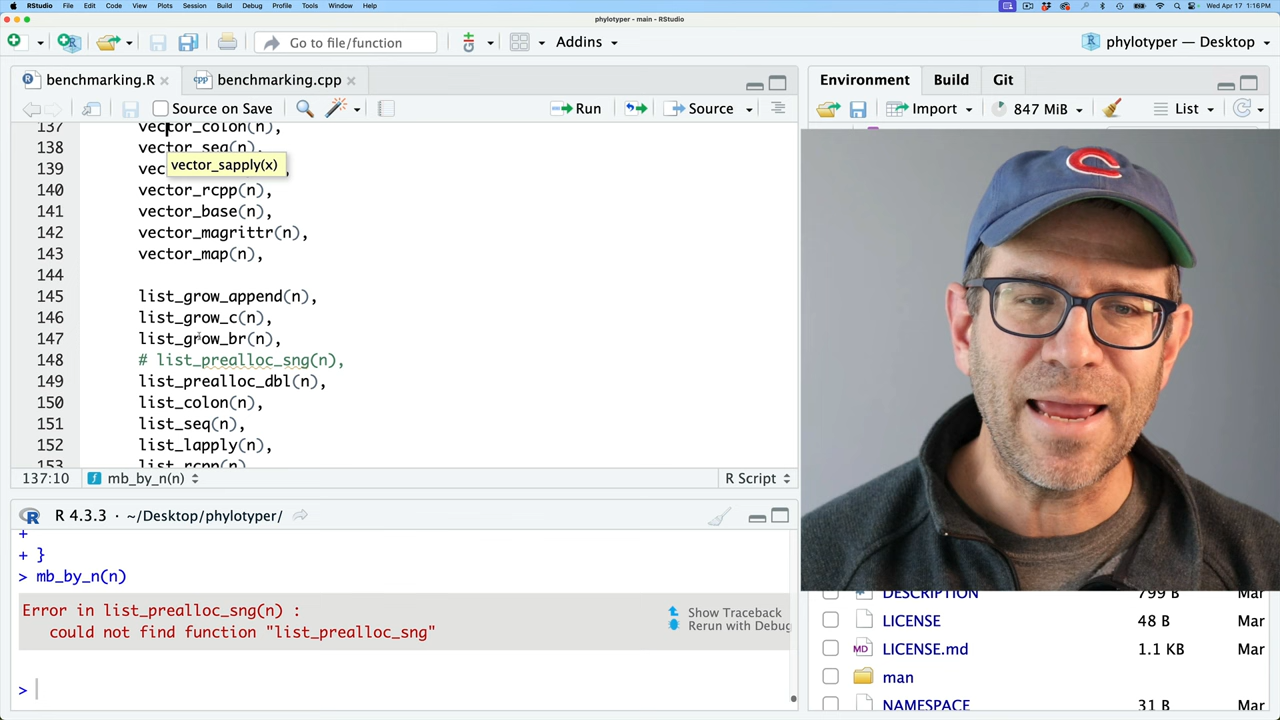 RStudio File Edit Code View Plots Session Build Debug Profile Tools Window Help
Wed Apr 17 1:16 PM
phylotyper - main - RStudio
Go to file/function
Addins
phylotyper — Desktop
benchmarking.R
benchmarking.cpp
Source on Save
Run
Source
137 vector_colon(n),
138 vector_seq(n),
139 vec
vector_sapply(x)
140 vector_rcpp(n),
141 vector_base(n),
142 vector_magrittr(n),
143 vector_map(n),
144
145 list_grow_append(n),
146 list_grow_c(n),
147 list_grow_br(n),
148 # list_prealloc_sng(n),
149 list_prealloc_dbl(n),
150 list_colon(n),
151 list_seq(n),
152 list_lapply(n),
153 list_rcpp(n)
137:10 mb_by_n(n) R Script
R 4.3.3 · ~/Desktop/phylotyper/
+
+ }
> mb_by_n(n)
Error in list_prealloc_sng(n) :
could not find function "list_prealloc_sng"
Show Traceback
Rerun with Debug
>
Environment Build Git
Import 847 MiB List
C
DESCRIPTION 799 B Mar
LICENSE 48 B Mar
LICENSE.md 1.1 KB Mar
man
NAMESPACE 31 B Mar